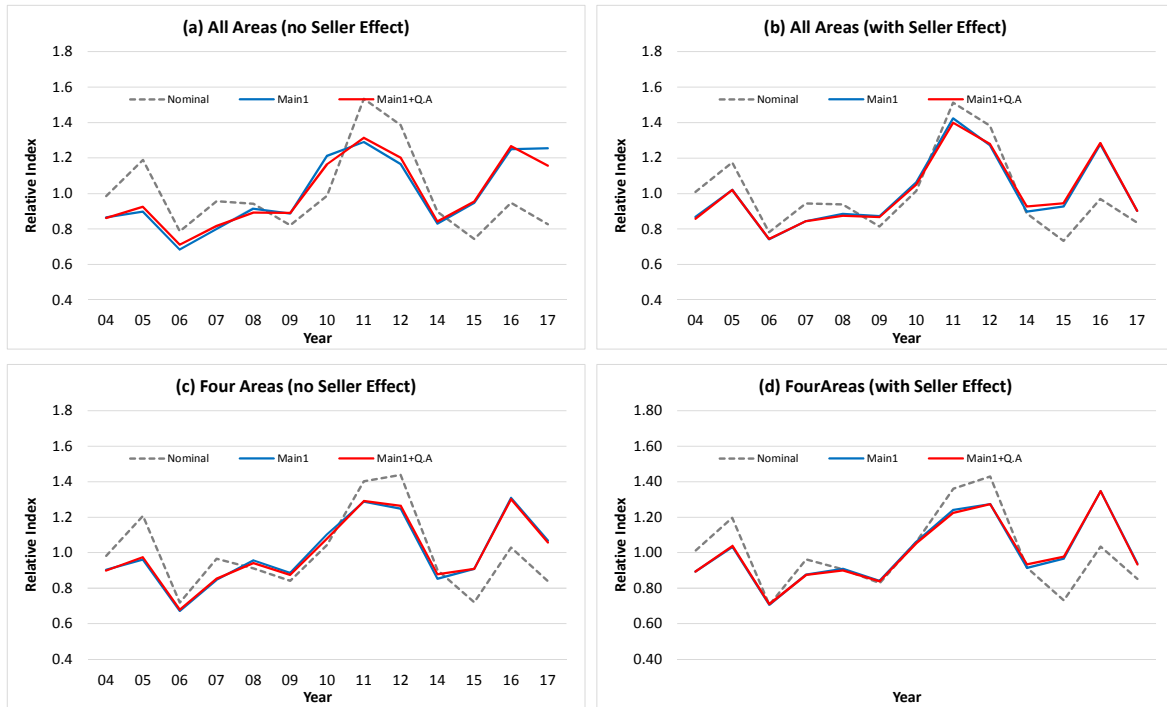 (a) All Areas (no Seller Effect)
1.8
1.6
1.4
1.2
1.0
0.8
0.6
0.4
Relative Index
Nominal Main1 Main1+Q.A
04 05 06 07 08 09 10 11 12 14 15 16 17
Year
(b) All Areas (with Seller Effect)
1.8
1.6
1.4
1.2
1.0
0.8
0.6
0.4
Relative Index
Nominal Main1 Main1+Q.A
04 05 06 07 08 09 10 11 12 14 15 16 17
Year
(c) Four Areas (no Seller Effect)
1.8
1.6
1.4
1.2
1.0
0.8
0.6
0.4
Relative Index
Nominal Main1 Main1+Q.A
04 05 06 07 08 09 10 11 12 14 15 16 17
Year
(d) FourAreas (with Seller Effect)
1.80
1.60
1.40
1.20
1.00
0.80
0.60
0.40
Relative Index
Nominal Main1 Main1+Q.A
Year